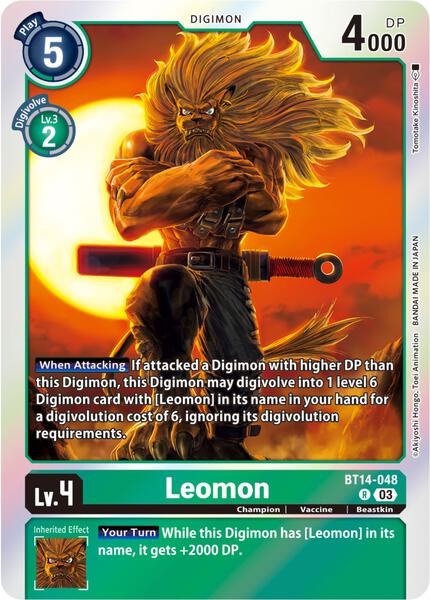 Play
5
DIGIMON
DP
4000
Digivolve
Lv.3
2
Tomotake Kinoshita
©Akiyoshi Hongo, Toei Animation BANDAI MADE IN JAPAN
When Attacking If attacked a Digimon with higher DP than
this Digimon, this Digimon may digivolve into 1 level 6
Digimon card with [Leomon] in its name in your hand for
a digivolution cost of 6, ignoring its digivolution
requirements.
BT14-048
Lv.4
Leomon
R 03
Champion | Vaccine | Beastkin
Inherited Effect
Your Turn While this Digimon has [Leomon] in its
name, it gets +2000 DP.